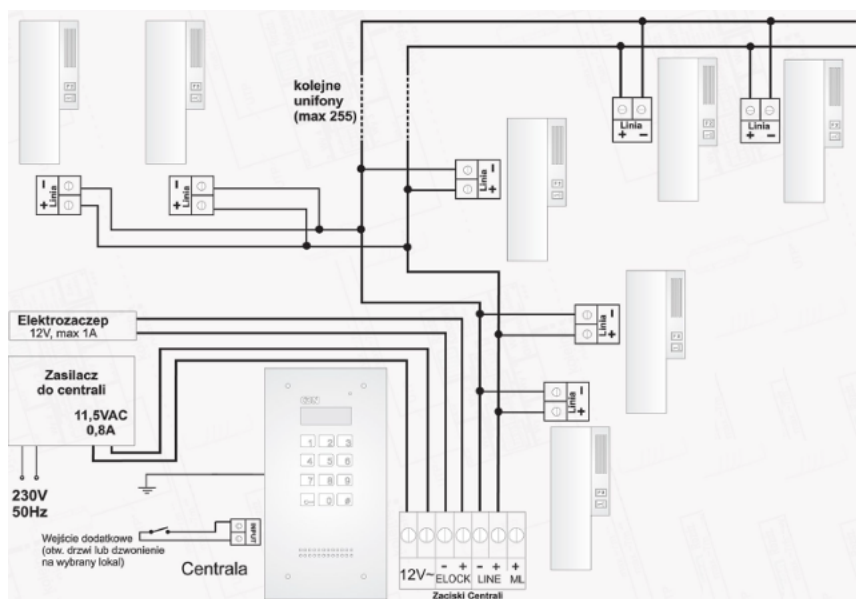 kolejne
unifony
(max 255)
Linia
+ -
Linia
+ -
- Linia +
- Linia +
- Linia +
- Linia +
- Linia +
Elektrozaczep
12V, max 1A
Zasilacz
do centrali
11,5VAC
0,8A
230V
50Hz
1 2 3
4 5 6
7 8 9
0 #
INPUT
Wejście dodatkowe
(otw. drzwi lub dzwonienie
na wybrany lokal)
Centrala
- + - + +
12V~ ELOCK LINE ML
Zaciski Centrali